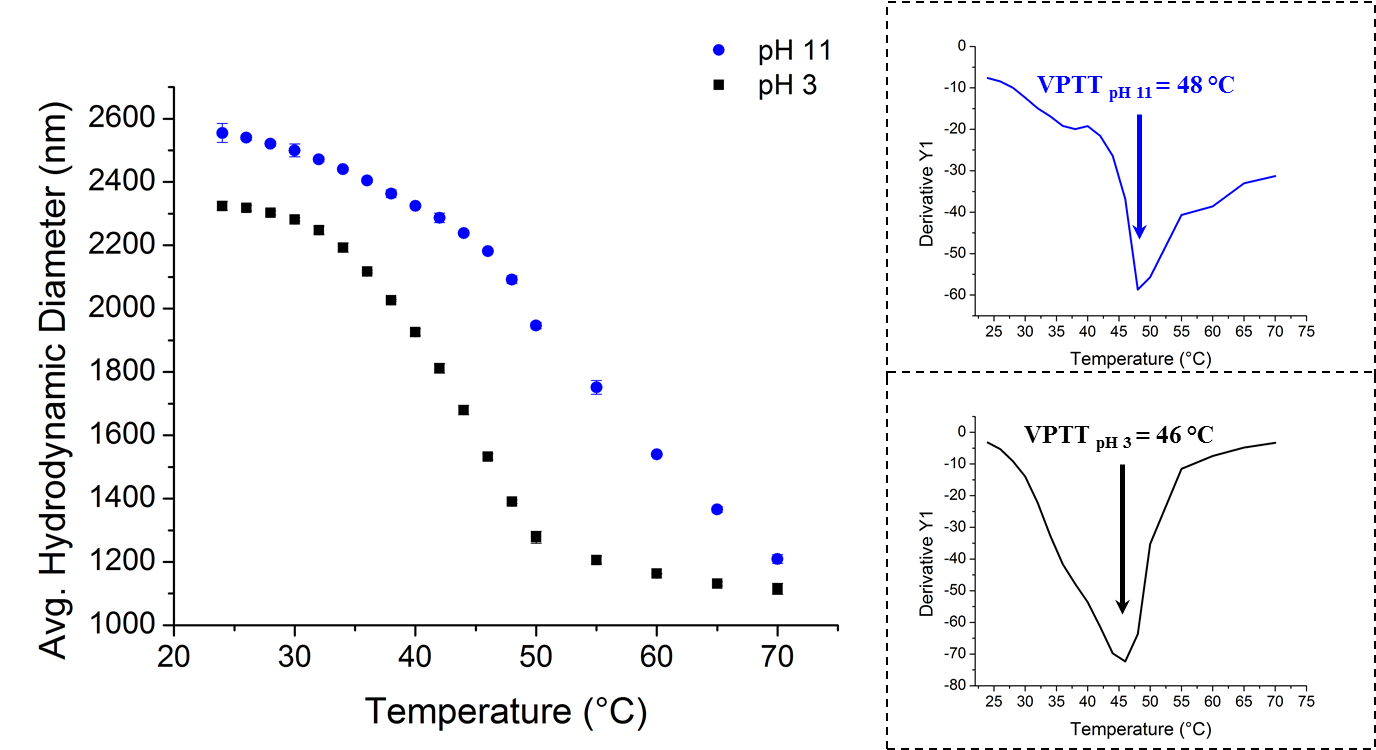 pH 11
pH 3
Avg. Hydrodynamic Diameter (nm)
2600
2400
2200
2000
1800
1600
1400
1200
1000
20 30 40 50 60 70
Temperature (°C)
VPTT pH 11 = 48 °C
Derivative Y1
0
-10
-20
-30
-40
-50
-60
25 30 35 40 45 50 55 60 65 70 75
Temperature (°C)
VPTT pH 3 = 46 °C
Derivative Y1
0
-10
-20
-30
-40
-50
-60
-70
-80
25 30 35 40 45 50 55 60 65 70 75
Temperature (°C)